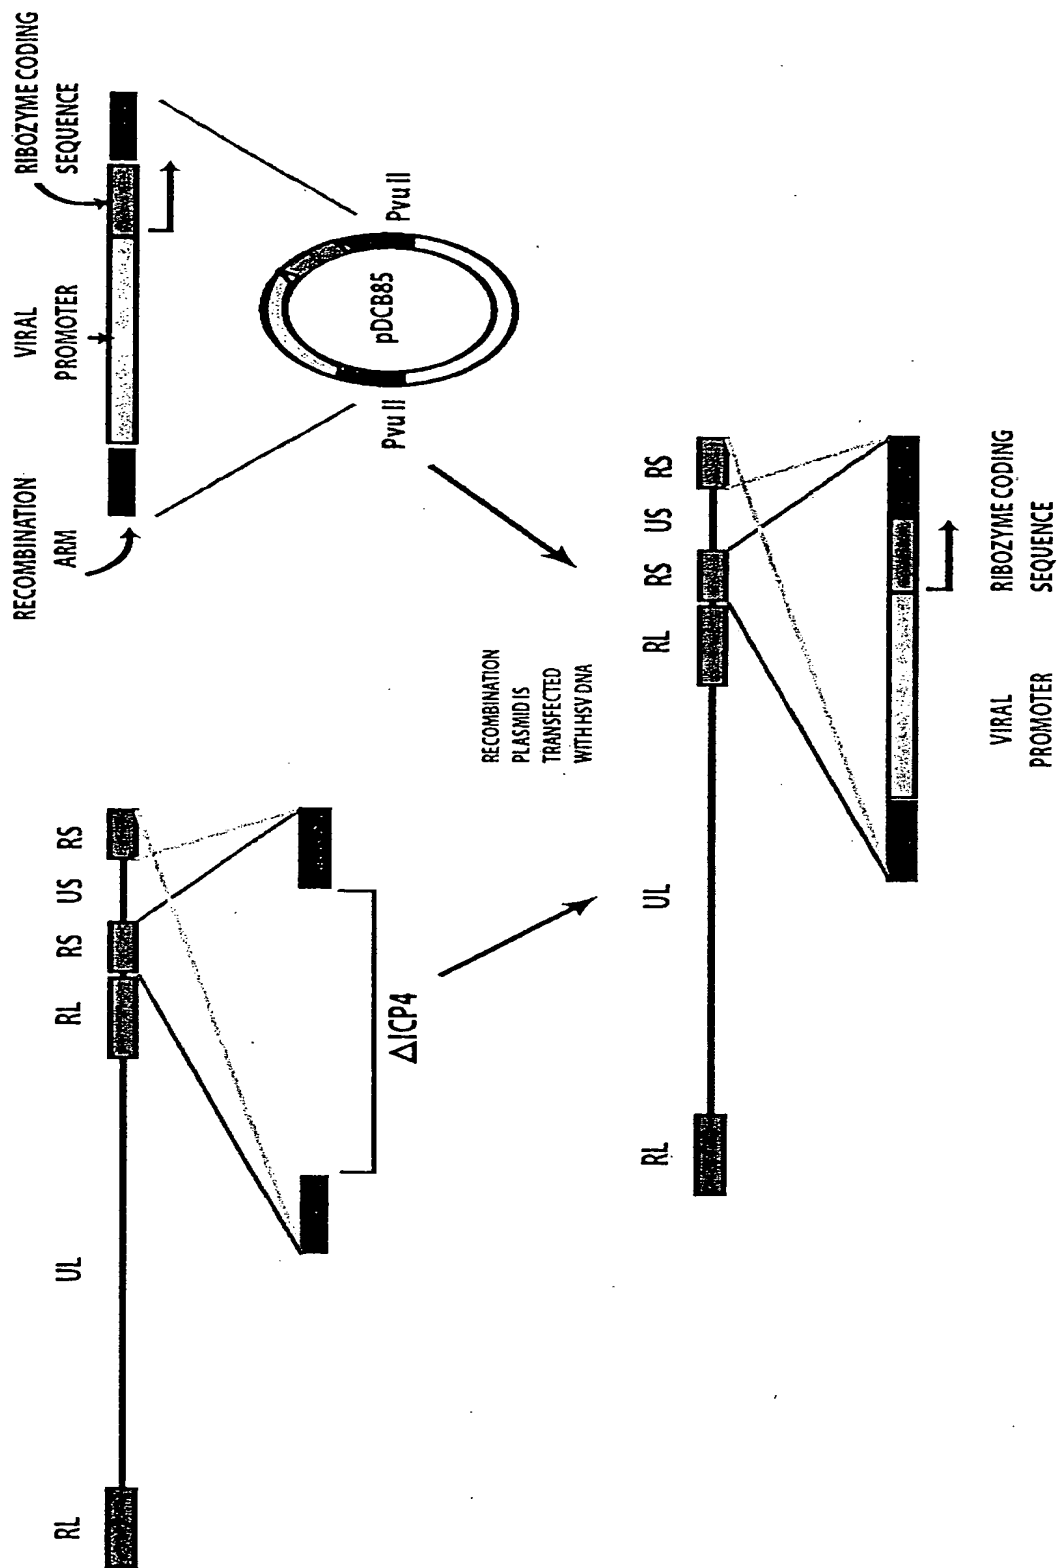 RL
UL
RL
RS
US
RS
ΔICP4
RECOMBINATION
ARM
VIRAL
PROMOTER
RIBOZYME CODING
SEQUENCE
Pvu II
pDCB85
Pvu II
RECOMBINATION
PLASMID IS
TRANSFECTED
WITH HSV DNA
RL
UL
RL
RS
US
RS
VIRAL
PROMOTER
RIBOZYME CODING
SEQUENCE